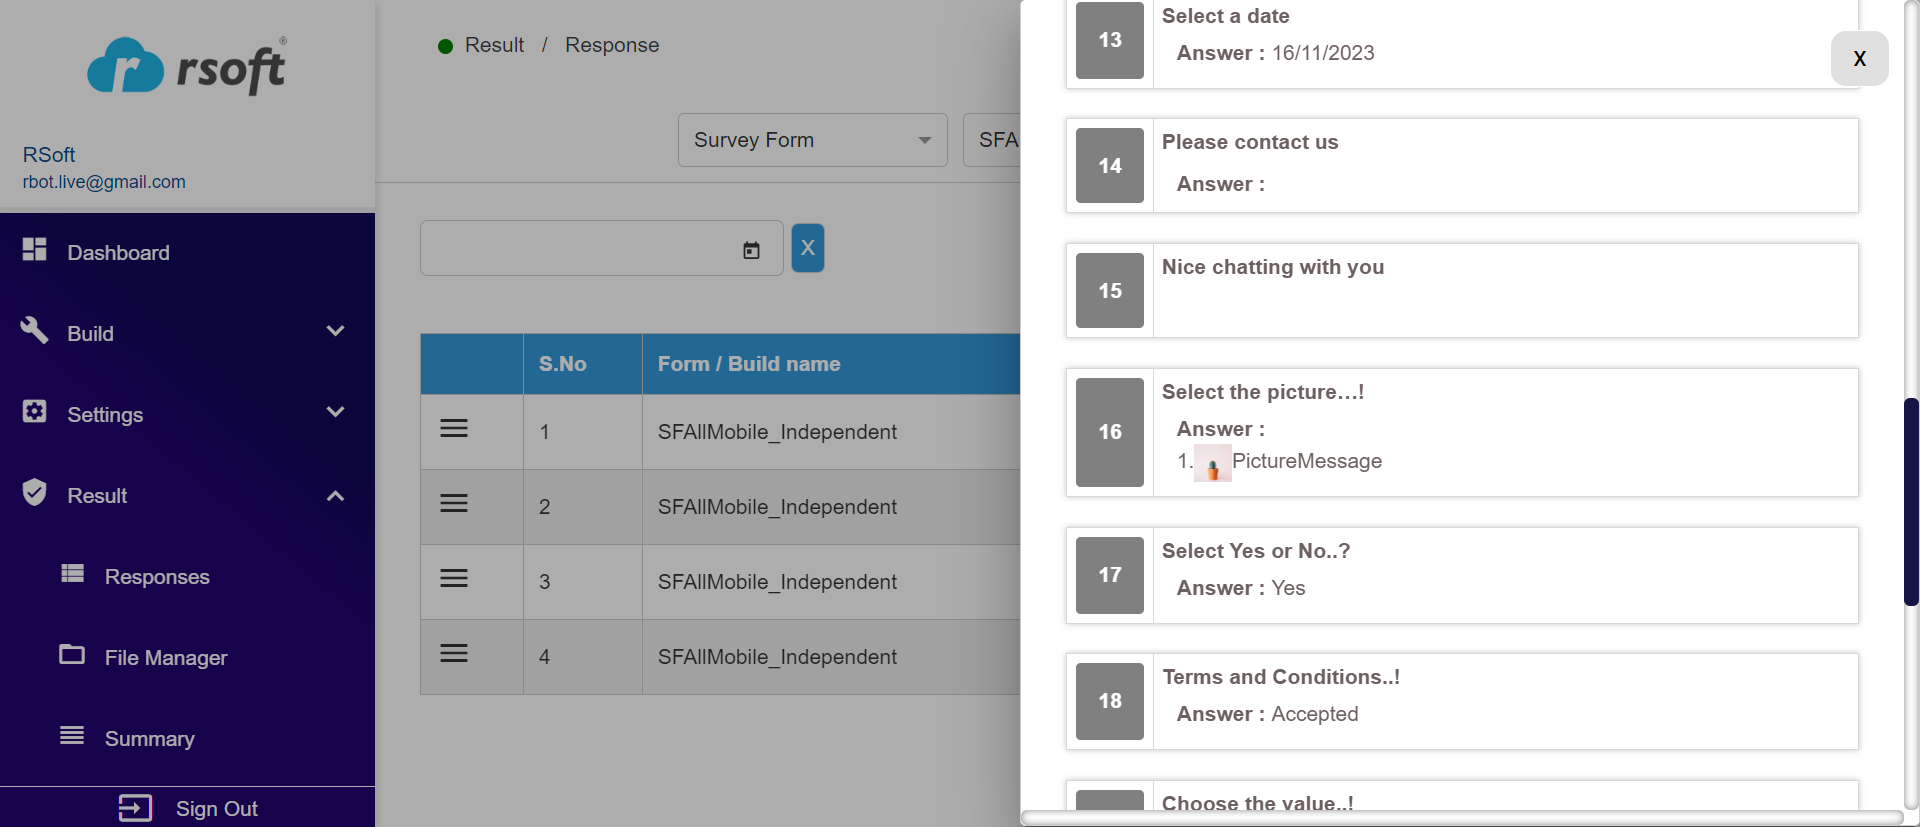 rsoft®
RSoft
rbot.live@gmail.com
Dashboard
Build
Settings
Result
Responses
File Manager
Summary
Sign Out
Result / Response
Survey Form
SFA
X
S.No
Form / Build name
1
SFAllMobile_Independent
2
SFAllMobile_Independent
3
SFAllMobile_Independent
4
SFAllMobile_Independent
X
13
Select a date
Answer : 16/11/2023
14
Please contact us
Answer :
15
Nice chatting with you
16
Select the picture...!
Answer :
1. PictureMessage
17
Select Yes or No..?
Answer : Yes
18
Terms and Conditions..!
Answer : Accepted
Choose the value..!